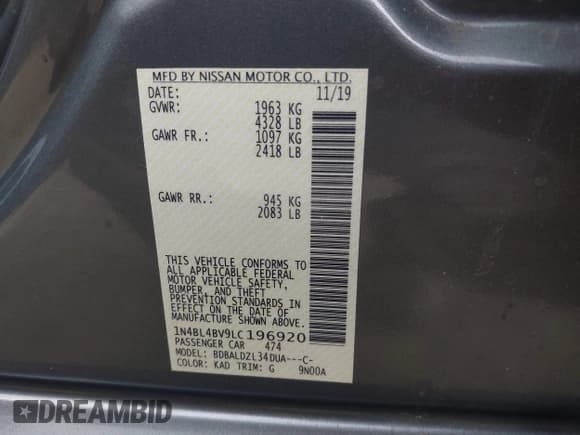 MFD BY NISSAN MOTOR CO., LTD.
DATE: 11/19
GVWR: 1963 KG
4328 LB
GAWR FR.: 1097 KG
2418 LB
GAWR RR.: 945 KG
2083 LB
THIS VEHICLE CONFORMS TO
ALL APPLICABLE FEDERAL
MOTOR VEHICLE SAFETY,
BUMPER, AND THEFT
PREVENTION STANDARDS IN
EFFECT ON THE DATE OF
MANUFACTURE SHOWN ABOVE.
1N4BL4BV9LC196920
PASSENGER CAR 474
MODEL: BDBALDZL34DUA---C-
COLOR: KAD TRIM: G 9N00A
DREAMBID